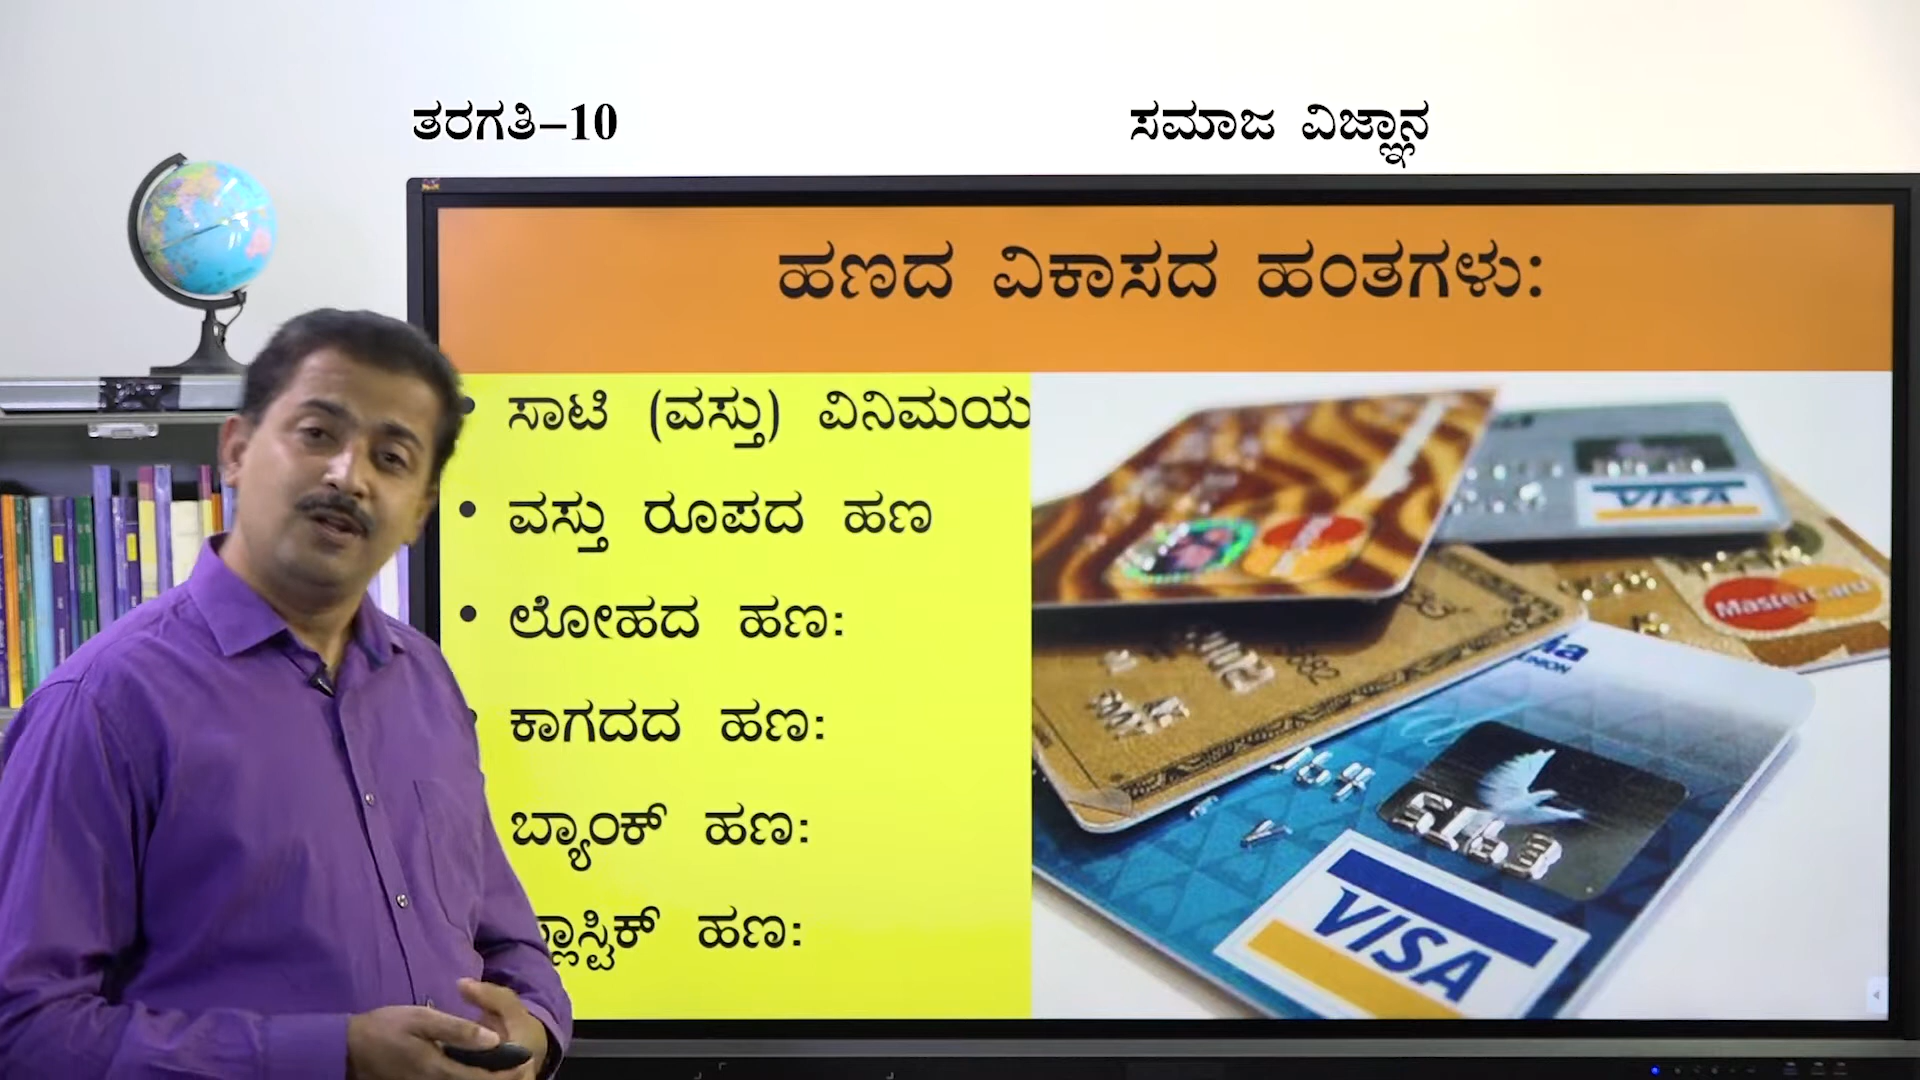 ತರಗತಿ–10
ಸಮಾಜ ವಿಜ್ಞಾನ
ಹಣದ ವಿಕಾಸದ ಹಂತಗಳು:
• ಸಾಟಿ (ವಸ್ತು) ವಿನಿಮಯ
• ವಸ್ತು ರೂಪದ ಹಣ
• ಲೋಹದ ಹಣ:
ಕಾಗದದ ಹಣ:
ಬ್ಯಾಂಕ್ ಹಣ:
ಹಣ:
VISA
MasterCard
VISA